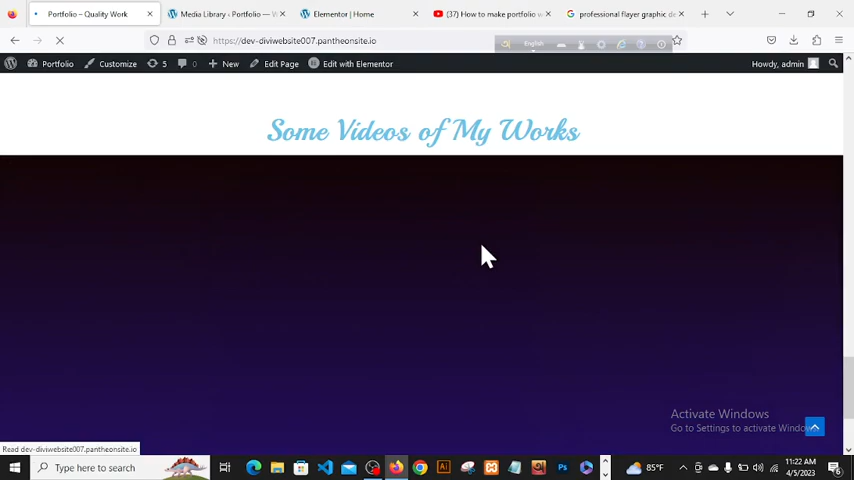 Portfolio – Quality Work
Media Library ‹ Portfolio — W
Elementor | Home
(37) How to make portfolio w
professional flayer graphic de
https://dev-diviwebsite007.pantheonsite.io
English
Portfolio
Customize
5
0
New
Edit Page
Edit with Elementor
Howdy, admin
Some Videos of My Works
Activate Windows
Go to Settings to activate Windows
Read dev-diviwebsite007.pantheonsite.io
Type here to search
85°F
11:22 AM
4/5/2023
6